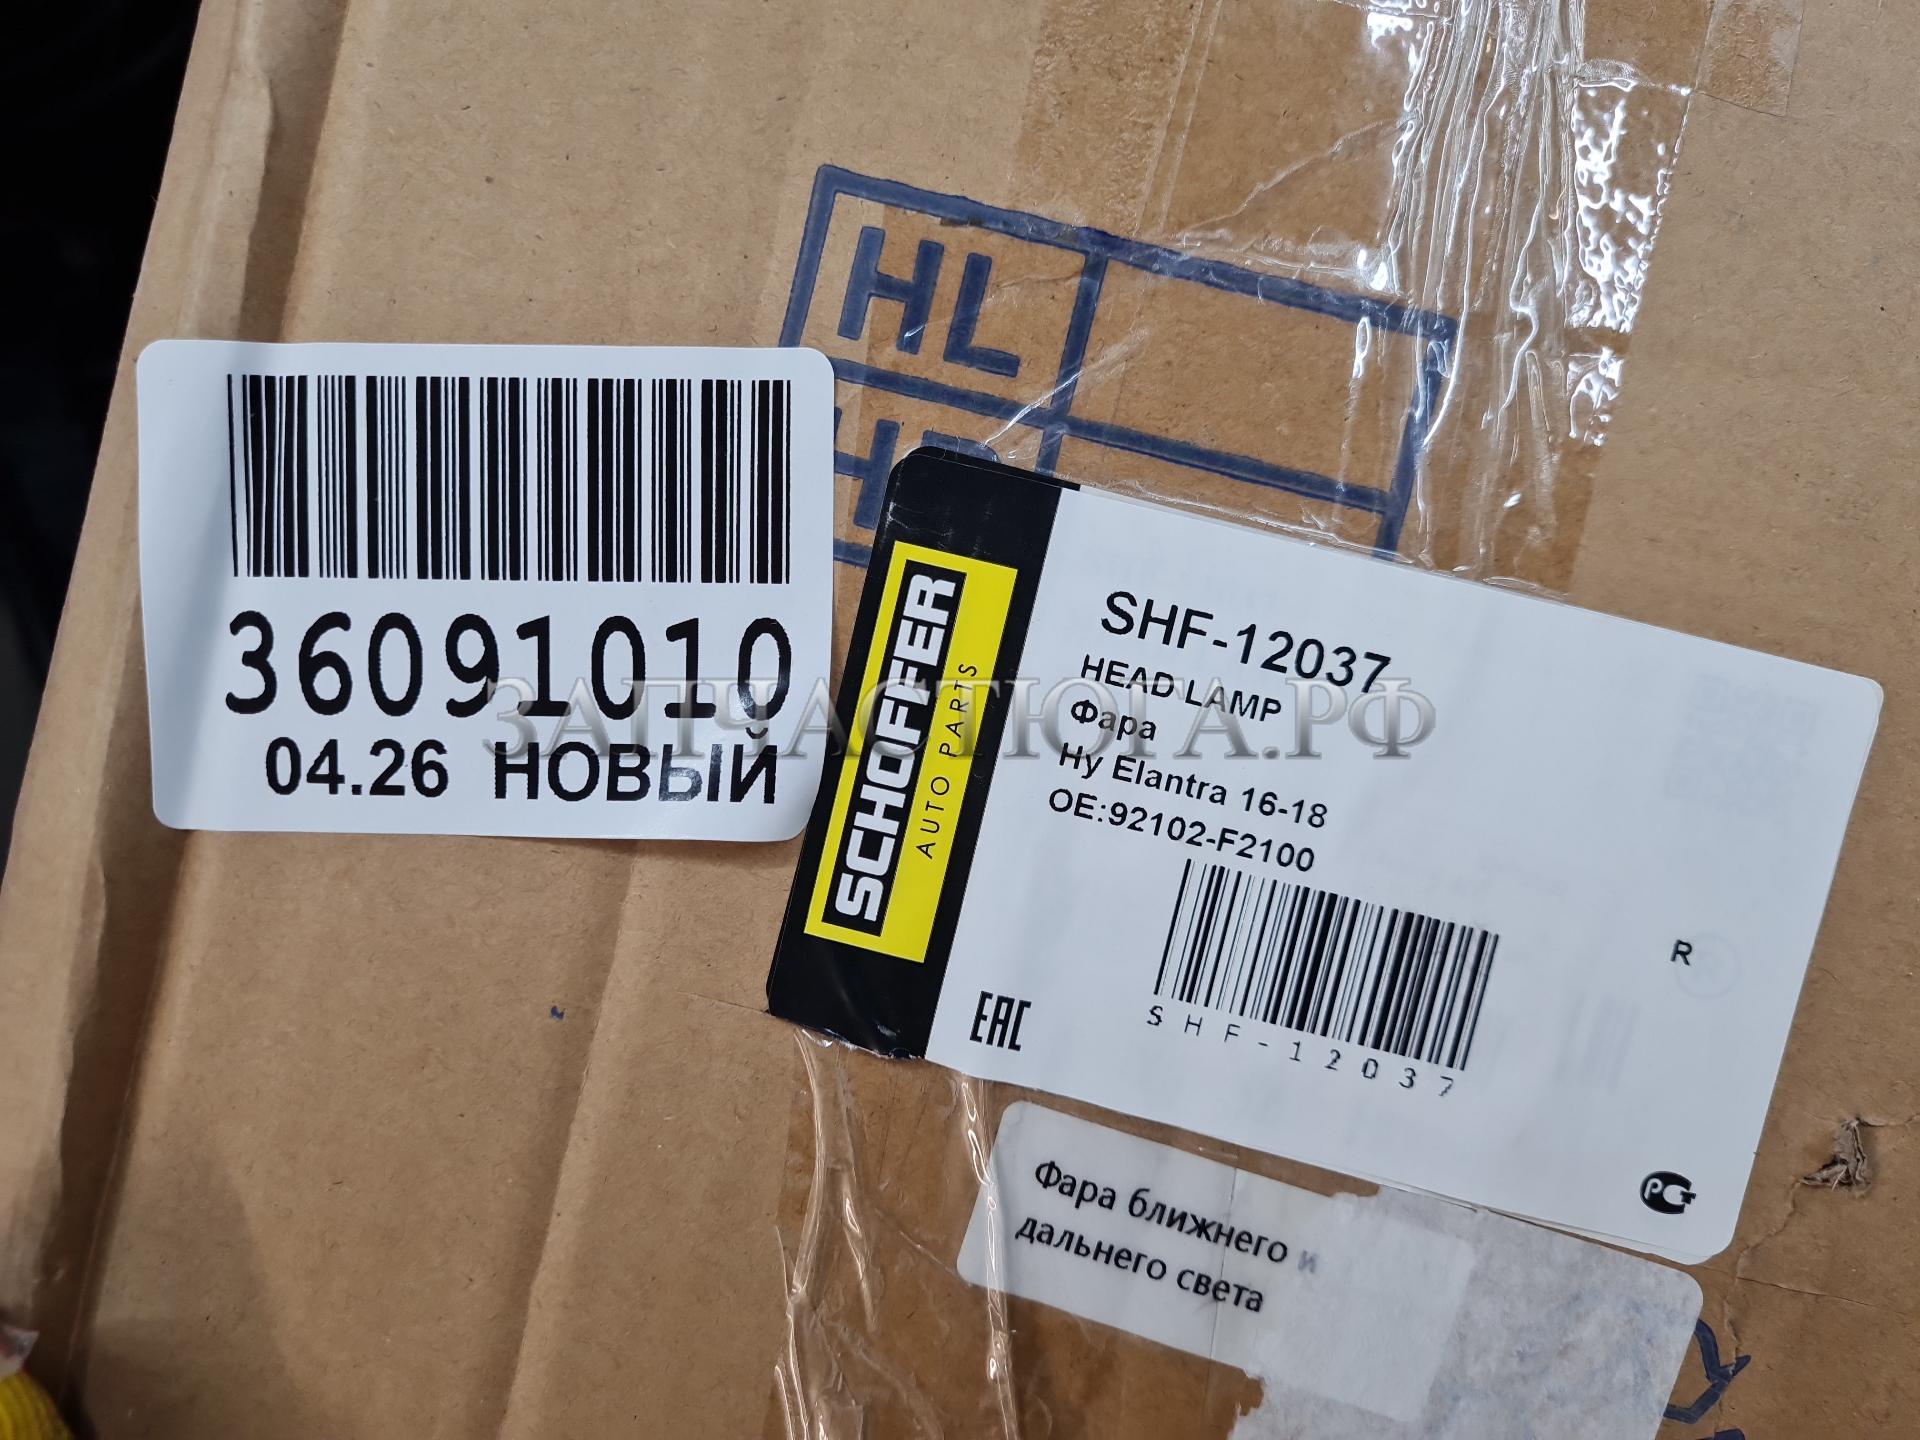 HL
36091010
04.26 НОВЫЙ
ЗАПЧАСТЮГА.РФ
SCHOFFER
AUTO PARTS
SHF-12037
HEAD LAMP
Фара
Hy Elantra 16-18
OE:92102-F2100
R
SHF-12037
EAC
РСТ
Фара ближнего и
дальнего света